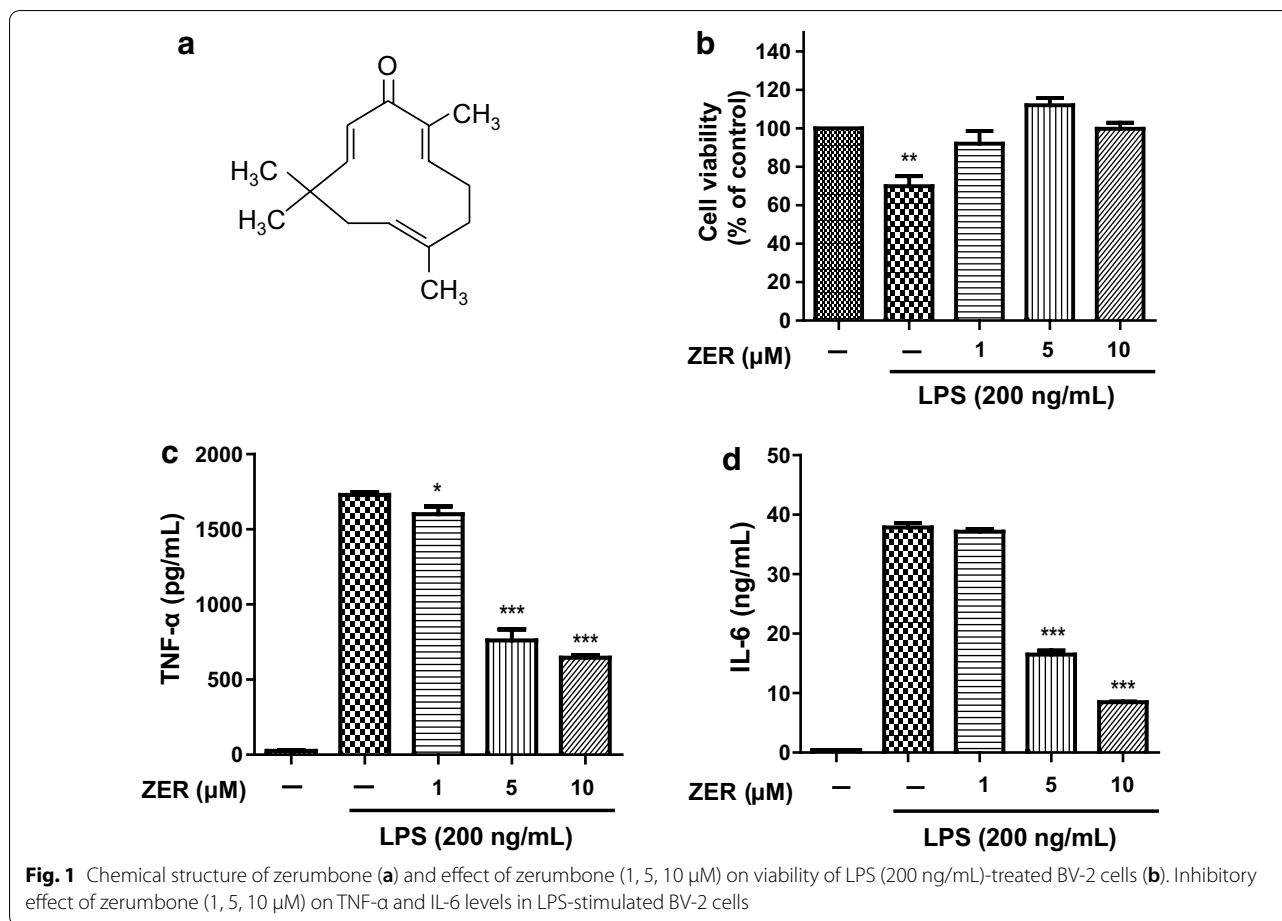 a
O
CH₃
H₃C
H₃C
CH₃
b
Cell viability
(% of control)
140
120
100
80
60
40
20
0
**
ZER (µM) — — 1 5 10
LPS (200 ng/mL)
c
TNF-α (pg/mL)
2000
1500
1000
500
0
*
***
***
ZER (µM) — — 1 5 10
LPS (200 ng/mL)
d
IL-6 (ng/mL)
50
40
30
20
10
0
***
***
ZER (µM) — — 1 5 10
LPS (200 ng/mL)
Fig. 1 Chemical structure of zerumbone (a) and effect of zerumbone (1, 5, 10 µM) on viability of LPS (200 ng/mL)-treated BV-2 cells (b). Inhibitory
effect of zerumbone (1, 5, 10 µM) on TNF-α and IL-6 levels in LPS-stimulated BV-2 cells